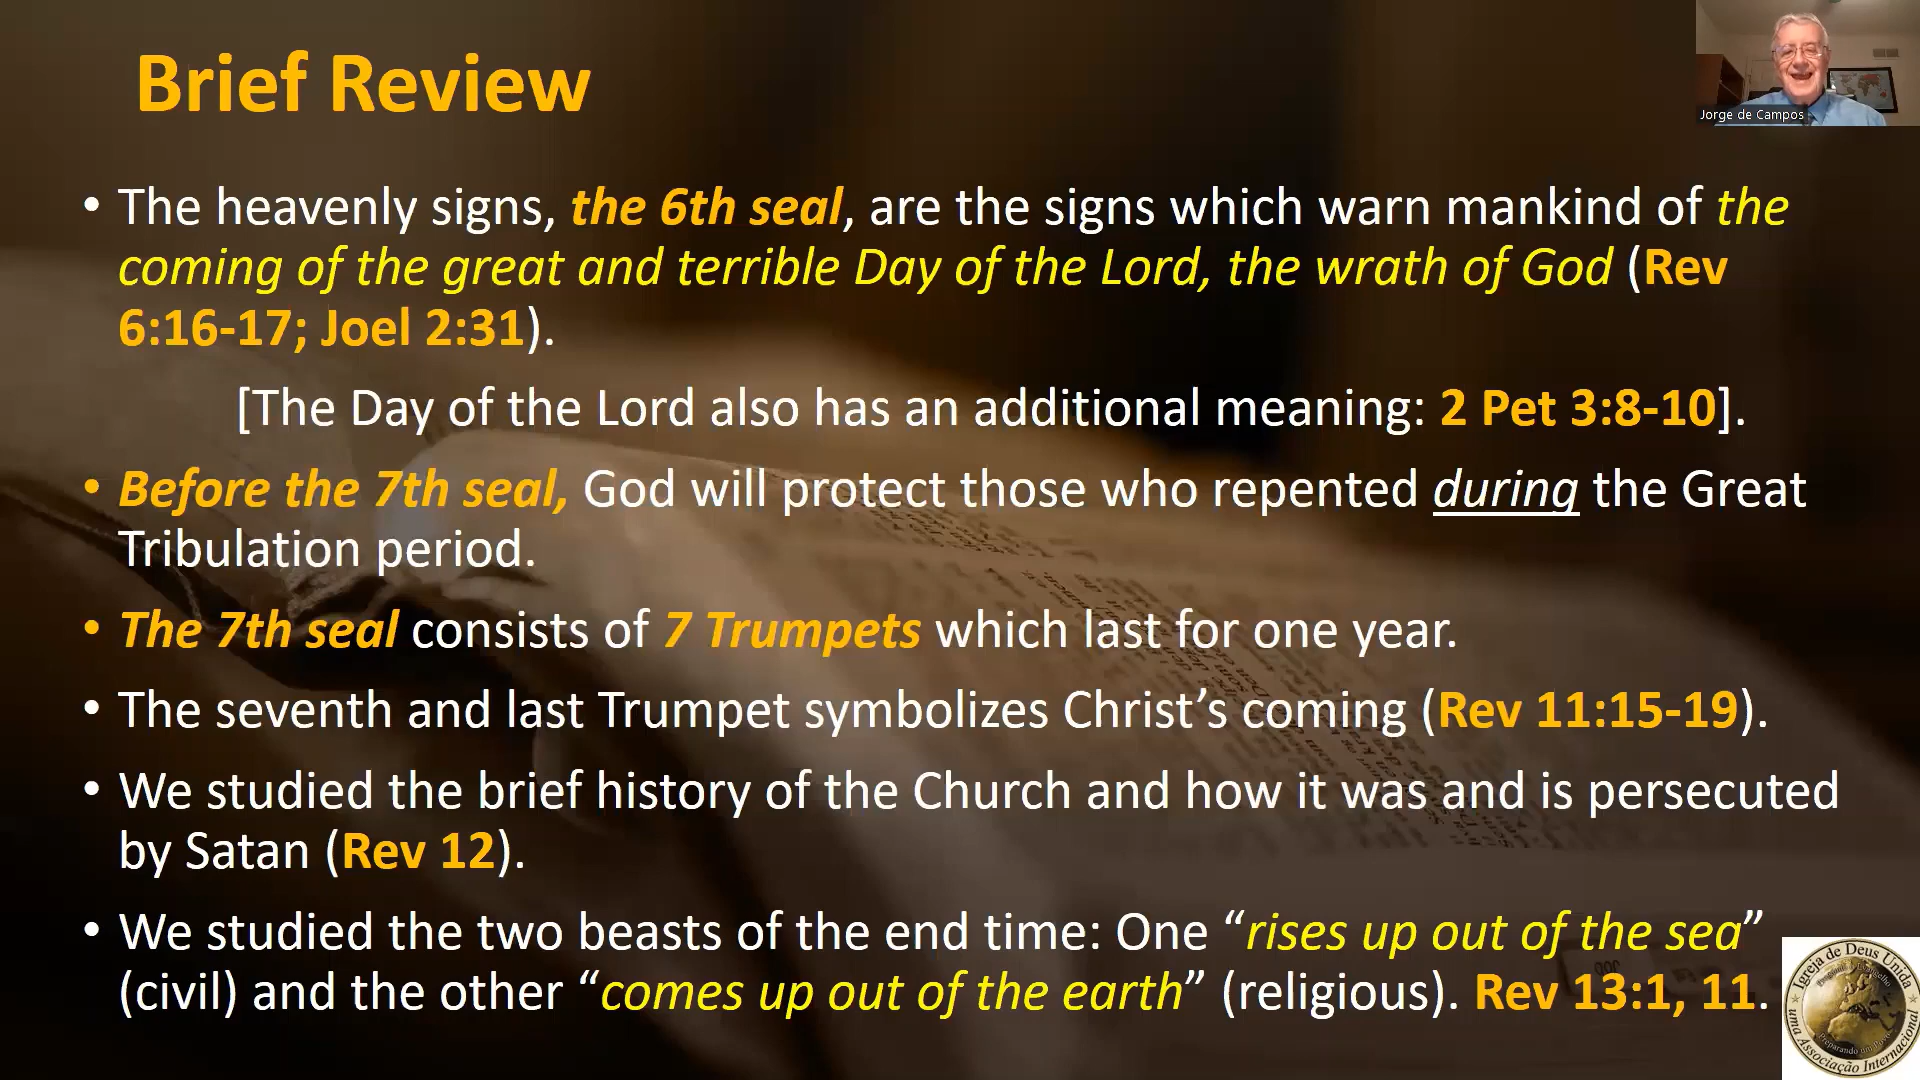 Brief Review
Jorge de Campos
• The heavenly signs, the 6th seal, are the signs which warn mankind of the
coming of the great and terrible Day of the Lord, the wrath of God (Rev
6:16-17; Joel 2:31).
[The Day of the Lord also has an additional meaning: 2 Pet 3:8-10].
• Before the 7th seal, God will protect those who repented during the Great
Tribulation period.
• The 7th seal consists of 7 Trumpets which last for one year.
• The seventh and last Trumpet symbolizes Christ’s coming (Rev 11:15-19).
• We studied the brief history of the Church and how it was and is persecuted
by Satan (Rev 12).
• We studied the two beasts of the end time: One “rises up out of the sea”
(civil) and the other “comes up out of the earth” (religious). Rev 13:1, 11.
Igreja de Deus Unida
uma Associação Internacional